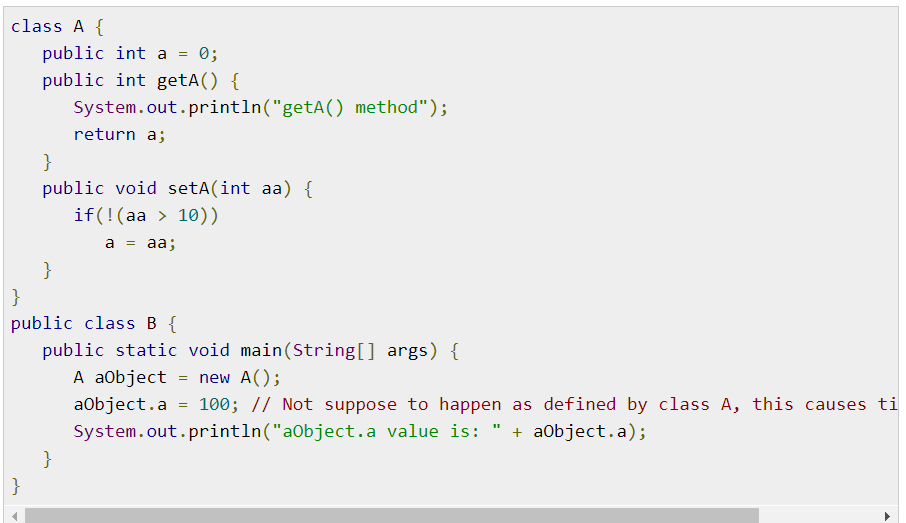 class A {
   public int a = 0;
   public int getA() {
      System.out.println("getA() method");
      return a;
   }
   public void setA(int aa) {
      if(!(aa > 10))
         a = aa;
   }
}
public class B {
   public static void main(String[] args) {
      A aObject = new A();
      aObject.a = 100; // Not suppose to happen as defined by class A, this causes ti
      System.out.println("aObject.a value is: " + aObject.a);
   }
}